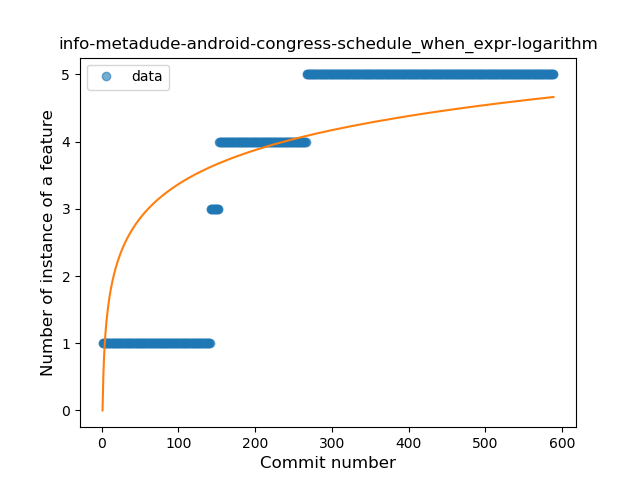 info-metadude-android-congress-schedule_when_expr-logarithm
data
Number of instance of a feature
5
4
3
2
1
0
0 100 200 300 400 500 600
Commit number